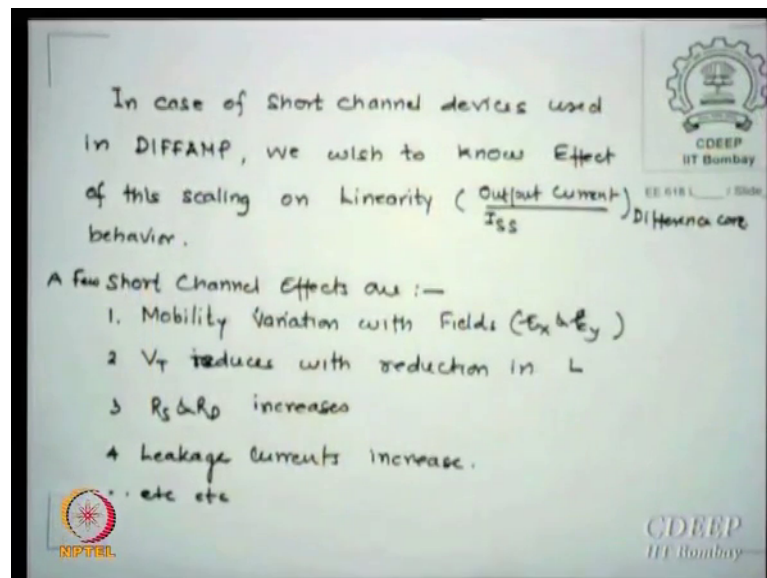 In case of Short channel devices used
in DIFFAMP, we wish to know Effect
of this scaling on Linearity ( Output Current / ISS ) Difference case
behavior.
A few Short Channel Effects are :-
1. Mobility Variation with Fields (Ex & Ey)
2 VT reduces with reduction in L
3 RS & RD increases
4 Leakage Currents increase.
.. etc etc
CDEEP
IIT Bombay
EE 618 L___ / Slide
NPTEL
CDEEP
IIT Bombay